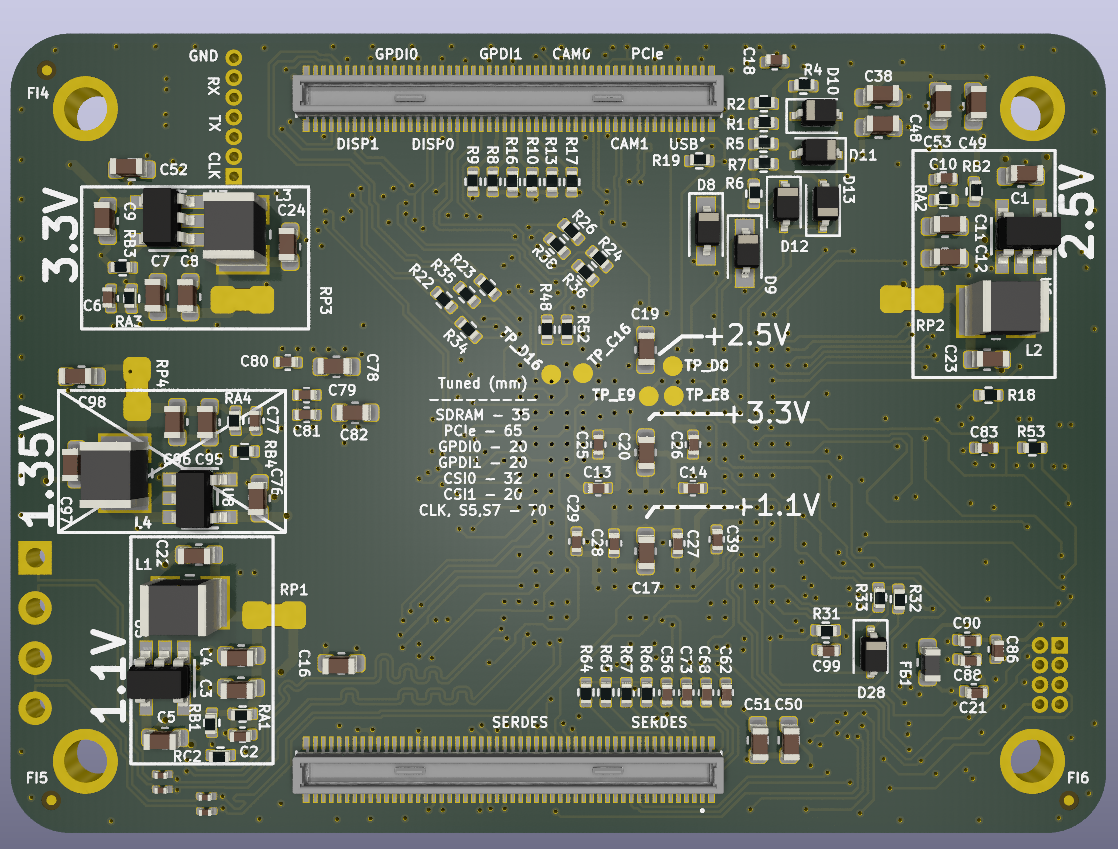 GND
GPDI0 GPDI1 CAM0 PCIe
C18
D10
R4
C38
FI4
RX
TX
CLK
R2
R1
R5
R7
R6
DISP1 DISP0 CAM1 USB
R19
C48
C53 C49
D11
C52
R9
R8
R16
R10
R13
R17
D8
D13
D12
D9
C10 RB2
RA2
C1
2.5V
C11
C12
3.3V
C9
L3
C24
RB3
C7 C8
C6
RA3
RP3
R26
R24
R36
R23
R35
R22
R34
R48
R52
C19
+2.5V
RP2
L2
C23
TP_D16
TP_C16
TP_D0
TP_E9
TP_E8
C80
C78
C79
C81
C82
RP4
C98
RA4
C77
Tuned (mm)
----------
SDRAM – 35
PCIe – 65
GPDI0 – 20
GPDI1 – 20
CSI0 – 32
CSI1 – 20
CLK, S5,S7 – 70
+3.3V
R18
C83 R53
C25
C20
C26
C13
C14
1.35V
C96 C95
RB4
C76
U8
C97
L4
+1.1V
C29
C28
C27
C39
C17
C22
L1
RP1
1.1V
C4
C3
C5
RB1
RA1
C2
RC2
C16
R33
R32
R31
C99
D28
FB1
C90
C86
C88
C21
R64
R65
R67
R66
C56
C73
C68
C62
C51 C50
SERDES SERDES
FI5
FI6